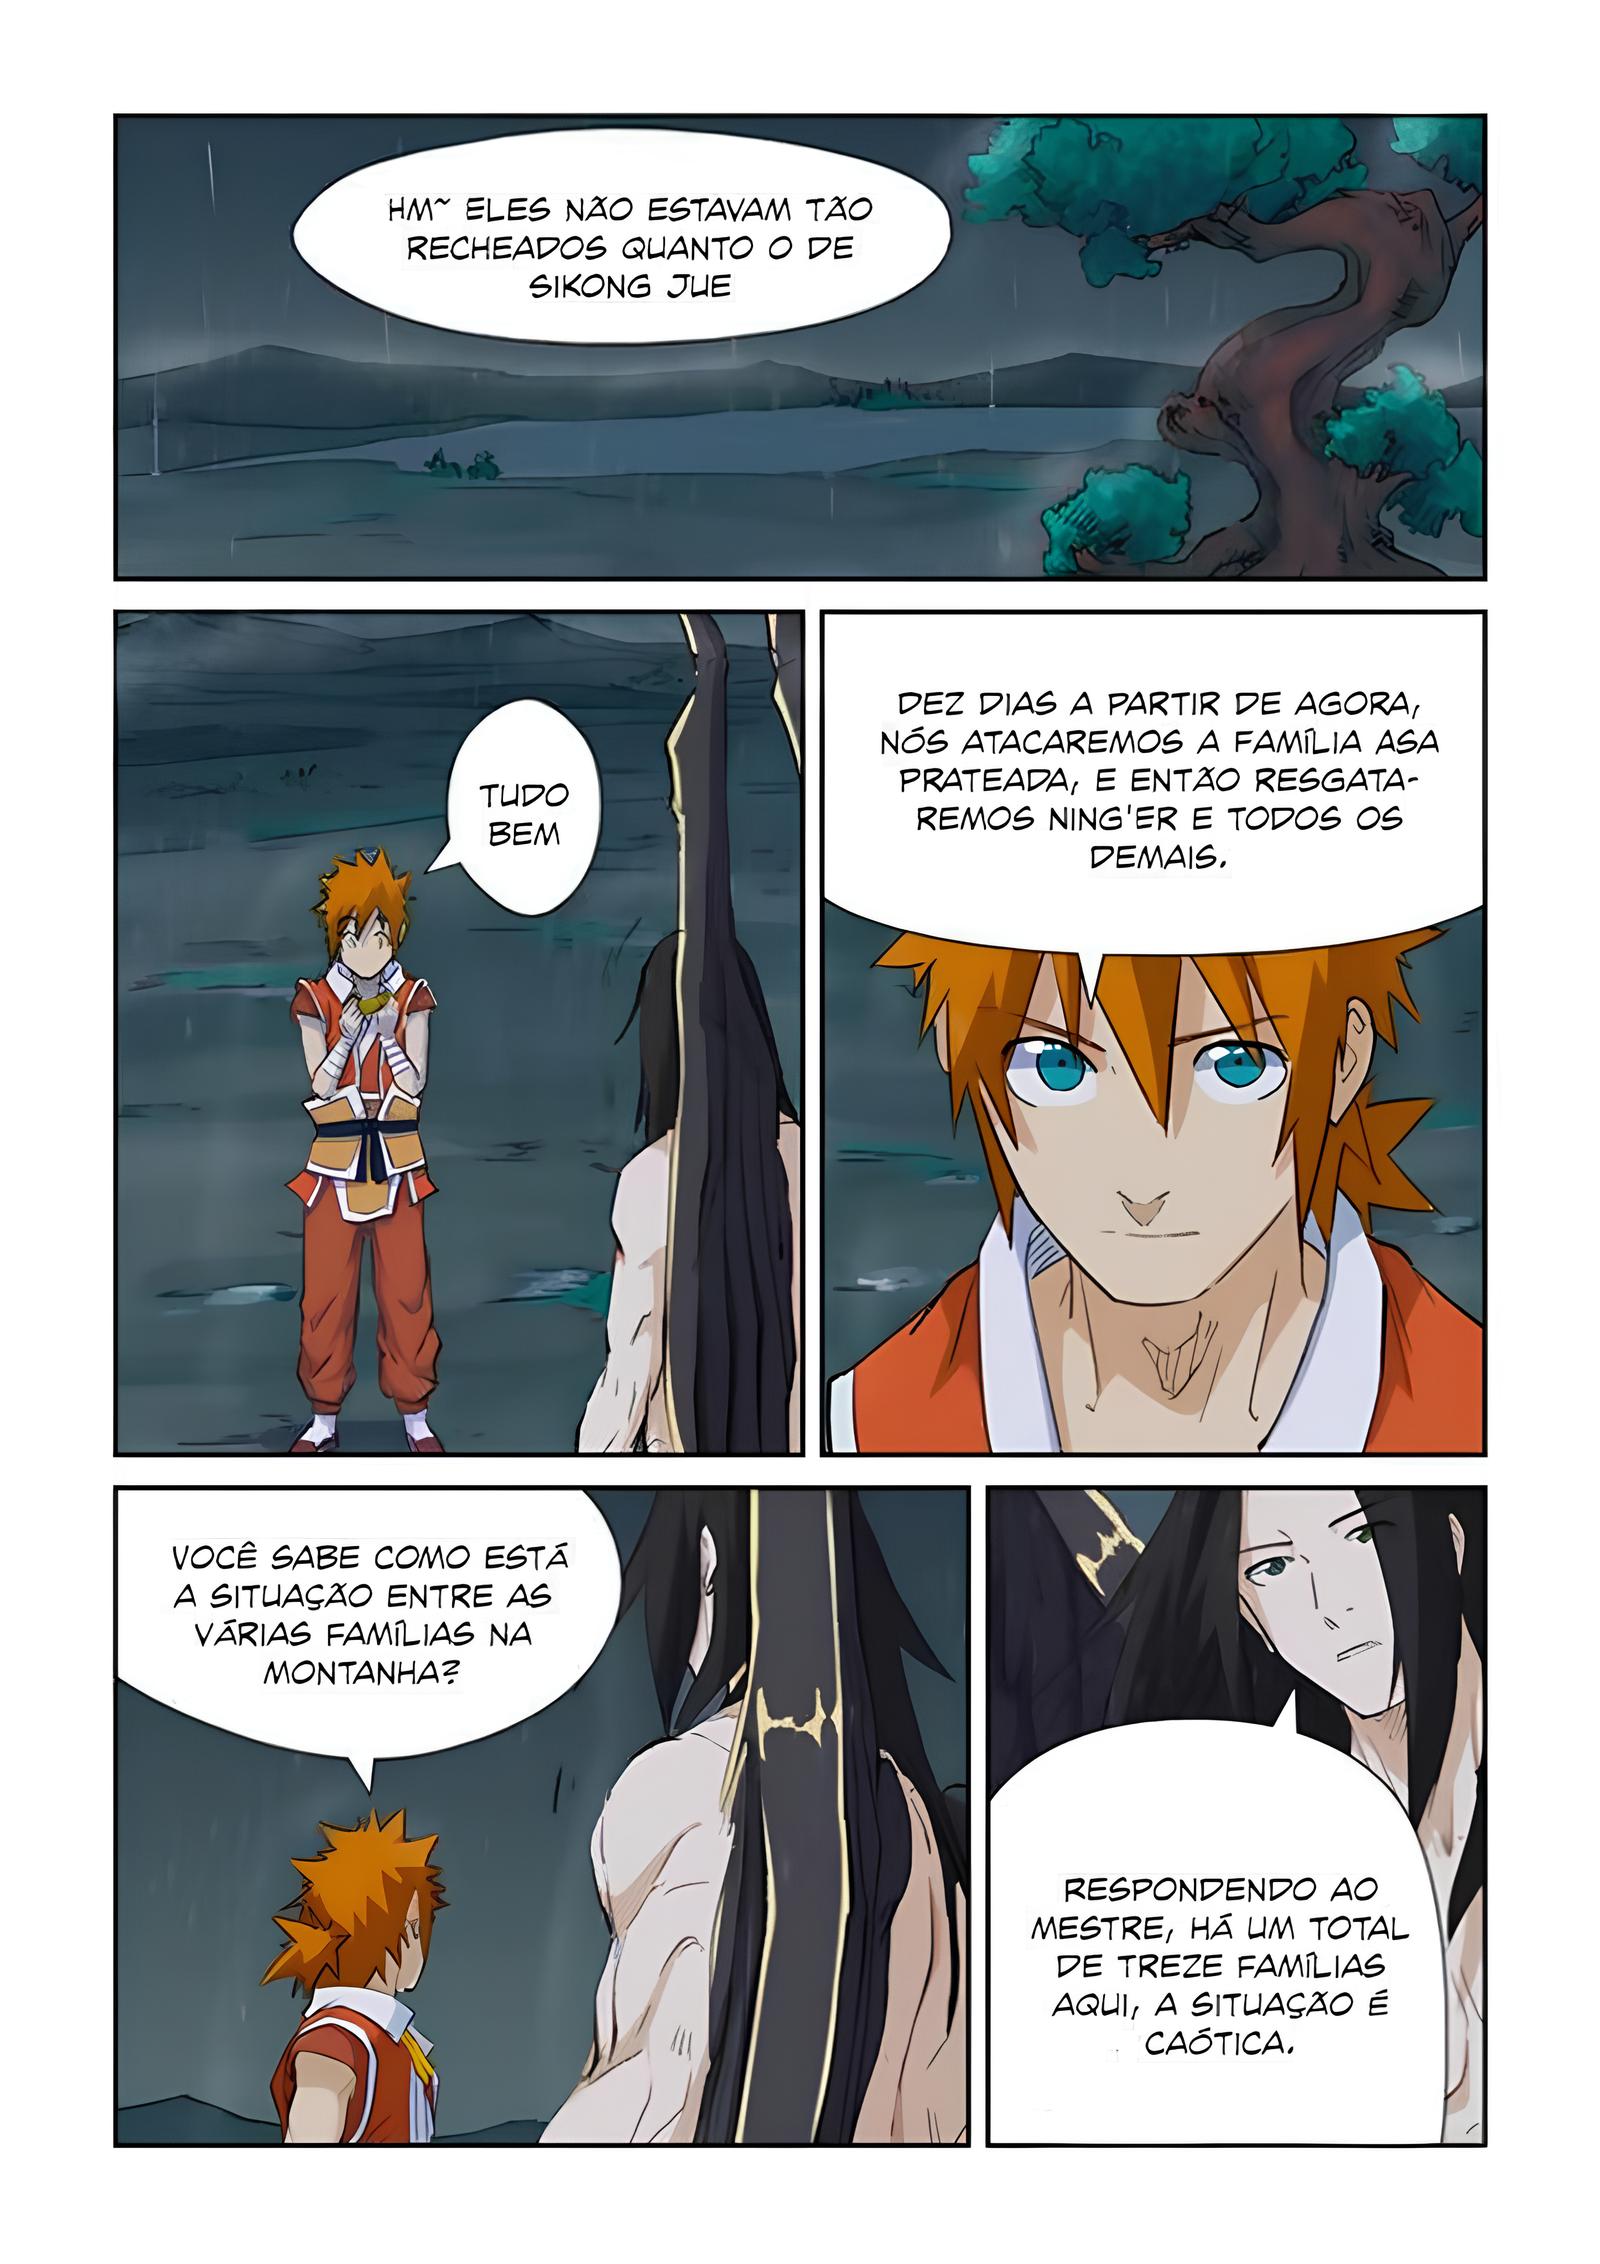 HM~ ELES NÃO ESTAVAM TÃO
RECHEADOS QUANTO O DE
SIKONG JUE
TUDO
BEM
DEZ DIAS A PARTIR DE AGORA,
NÓS ATACAREMOS A FAMÍLIA ASA
PRATEADA, E ENTÃO RESGATA-
REMOS NING'ER E TODOS OS
DEMAIS.
VOCÊ SABE COMO ESTÁ
A SITUAÇÃO ENTRE AS
VÁRIAS FAMÍLIAS NA
MONTANHA?
RESPONDENDO AO
MESTRE, HÁ UM TOTAL
DE TREZE FAMÍLIAS
AQUI, A SITUAÇÃO É
CAÓTICA.